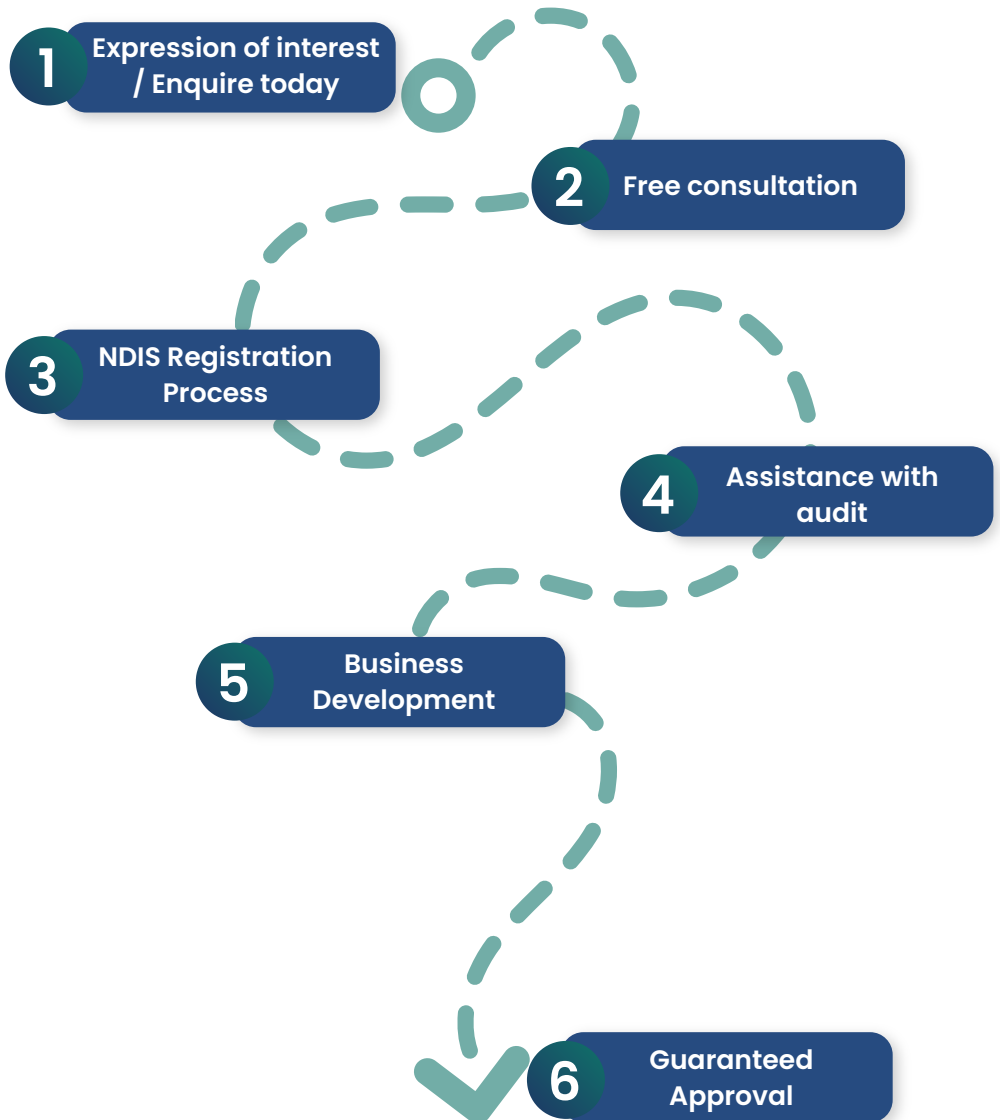 1
Expression of interest
/ Enquire today
2
Free consultation
3
NDIS Registration
Process
4
Assistance with
audit
5
Business
Development
6
Guaranteed
Approval